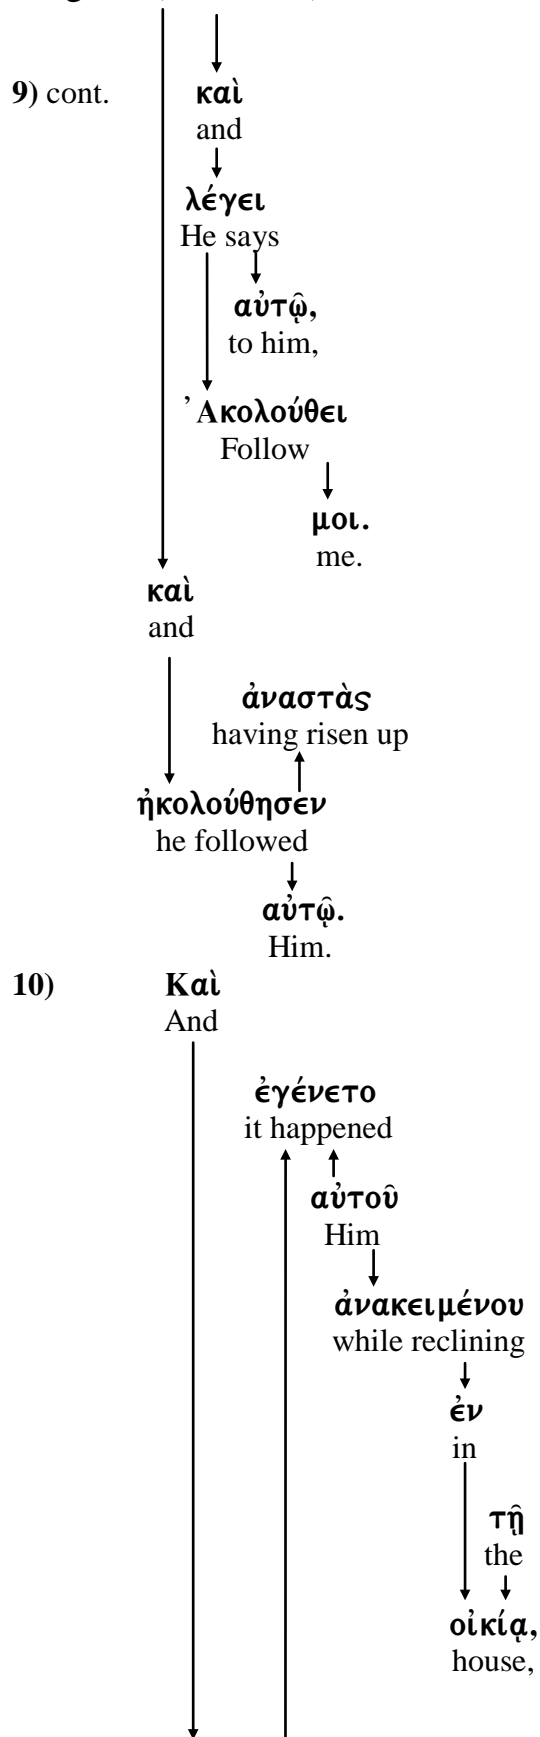 9) cont. καὶ
and
λέγει
He says
αὐτῷ,
to him,
Ἀκολούθει
Follow
μοι.
me.
καὶ
and
ἀναστὰς
having risen up
ἠκολούθησεν
he followed
αὐτῷ.
Him.
10) Καὶ
And
ἐγένετο
it happened
αὐτοῦ
Him
ἀνακειμένου
while reclining
ἐν
in
τῇ
the
οἰκίᾳ,
house,